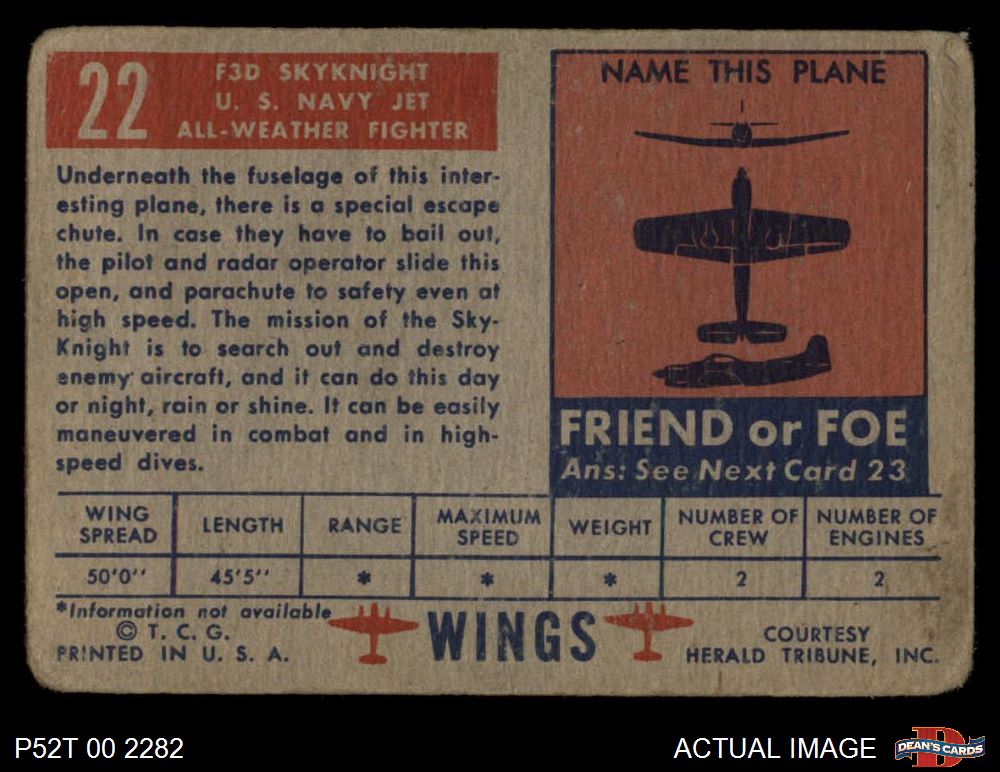 22
F3D SKYKNIGHT
U. S. NAVY JET
ALL-WEATHER FIGHTER
Underneath the fuselage of this inter-
esting plane, there is a special escape
chute. In case they have to bail out,
the pilot and radar operator slide this
open, and parachute to safety even at
high speed. The mission of the Sky-
Knight is to search out and destroy
enemy aircraft, and it can do this day
or night, rain or shine. It can be easily
maneuvered in combat and in high-
speed dives.
NAME THIS PLANE
FRIEND or FOE
Ans: See Next Card 23
WING SPREAD
LENGTH
RANGE
MAXIMUM SPEED
WEIGHT
NUMBER OF CREW
NUMBER OF ENGINES
50'0'' 45'5'' * * * 2 2
*Information not available
© T. C. G.
PRINTED IN U. S. A.
WINGS
COURTESY
HERALD TRIBUNE, INC.
P52T 00 2282
ACTUAL IMAGE
D
DEAN'S CARDS